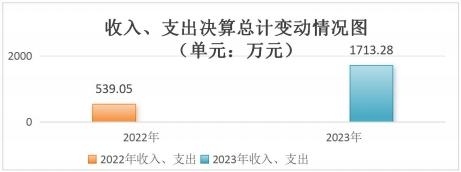 收入、支出决算总计变动情况图
（单元：万元）
2000
1713.28
539.05
0
2022年 2023年
2022年收入、支出 2023年收入、支出